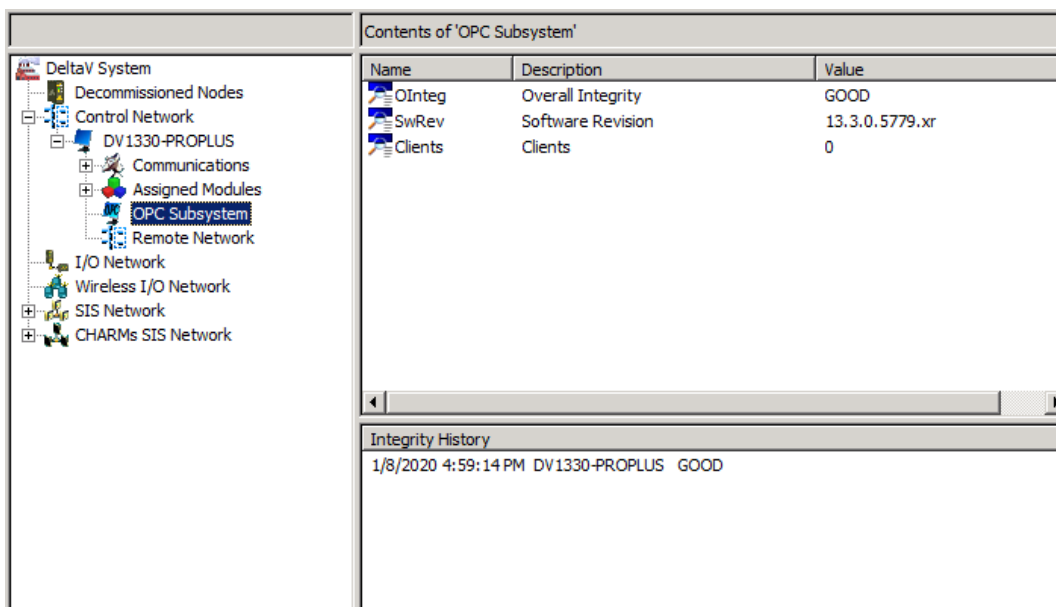 Contents of 'OPC Subsystem'
DeltaV System
Decommissioned Nodes
Control Network
DV1330-PROPLUS
Communications
Assigned Modules
OPC Subsystem
Remote Network
I/O Network
Wireless I/O Network
SIS Network
CHARMs SIS Network
Name Description Value
OInteg Overall Integrity GOOD
SwRev Software Revision 13.3.0.5779.xr
Clients Clients 0
Integrity History
1/8/2020 4:59:14 PM DV1330-PROPLUS GOOD